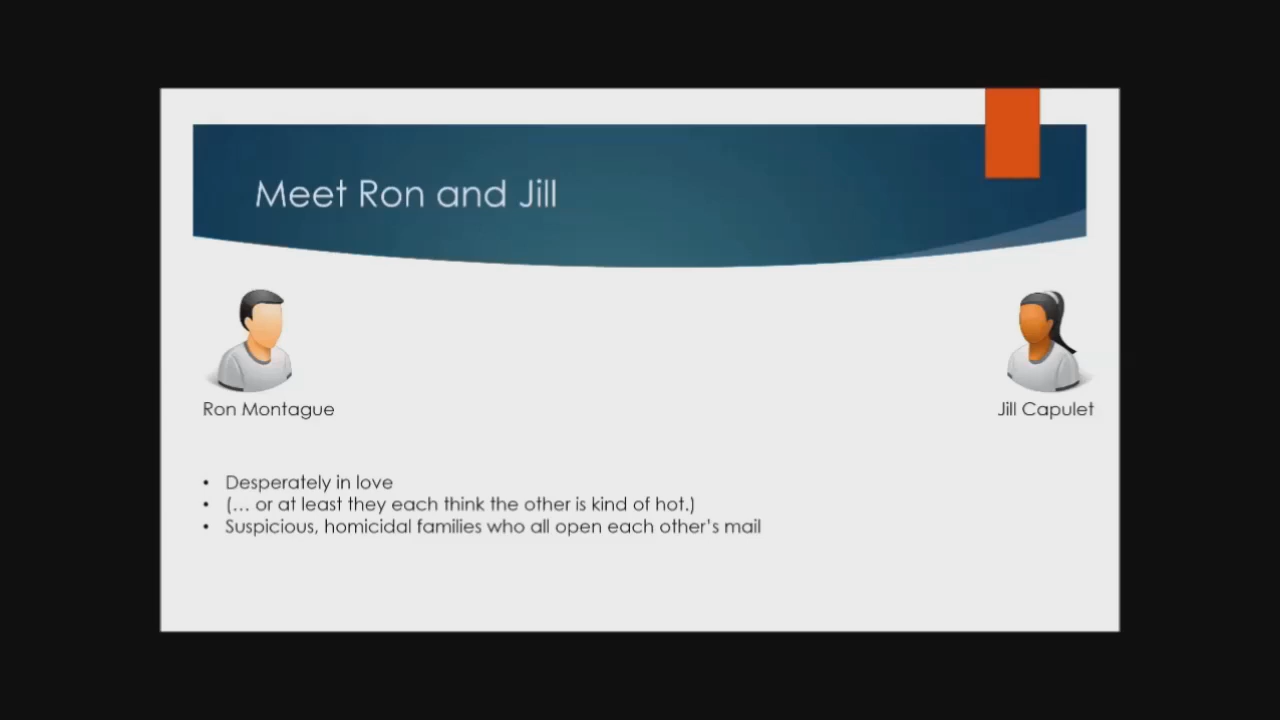 Meet Ron and Jill
Ron Montague
Jill Capulet
• Desperately in love
• (… or at least they each think the other is kind of hot.)
• Suspicious, homicidal families who all open each other's mail